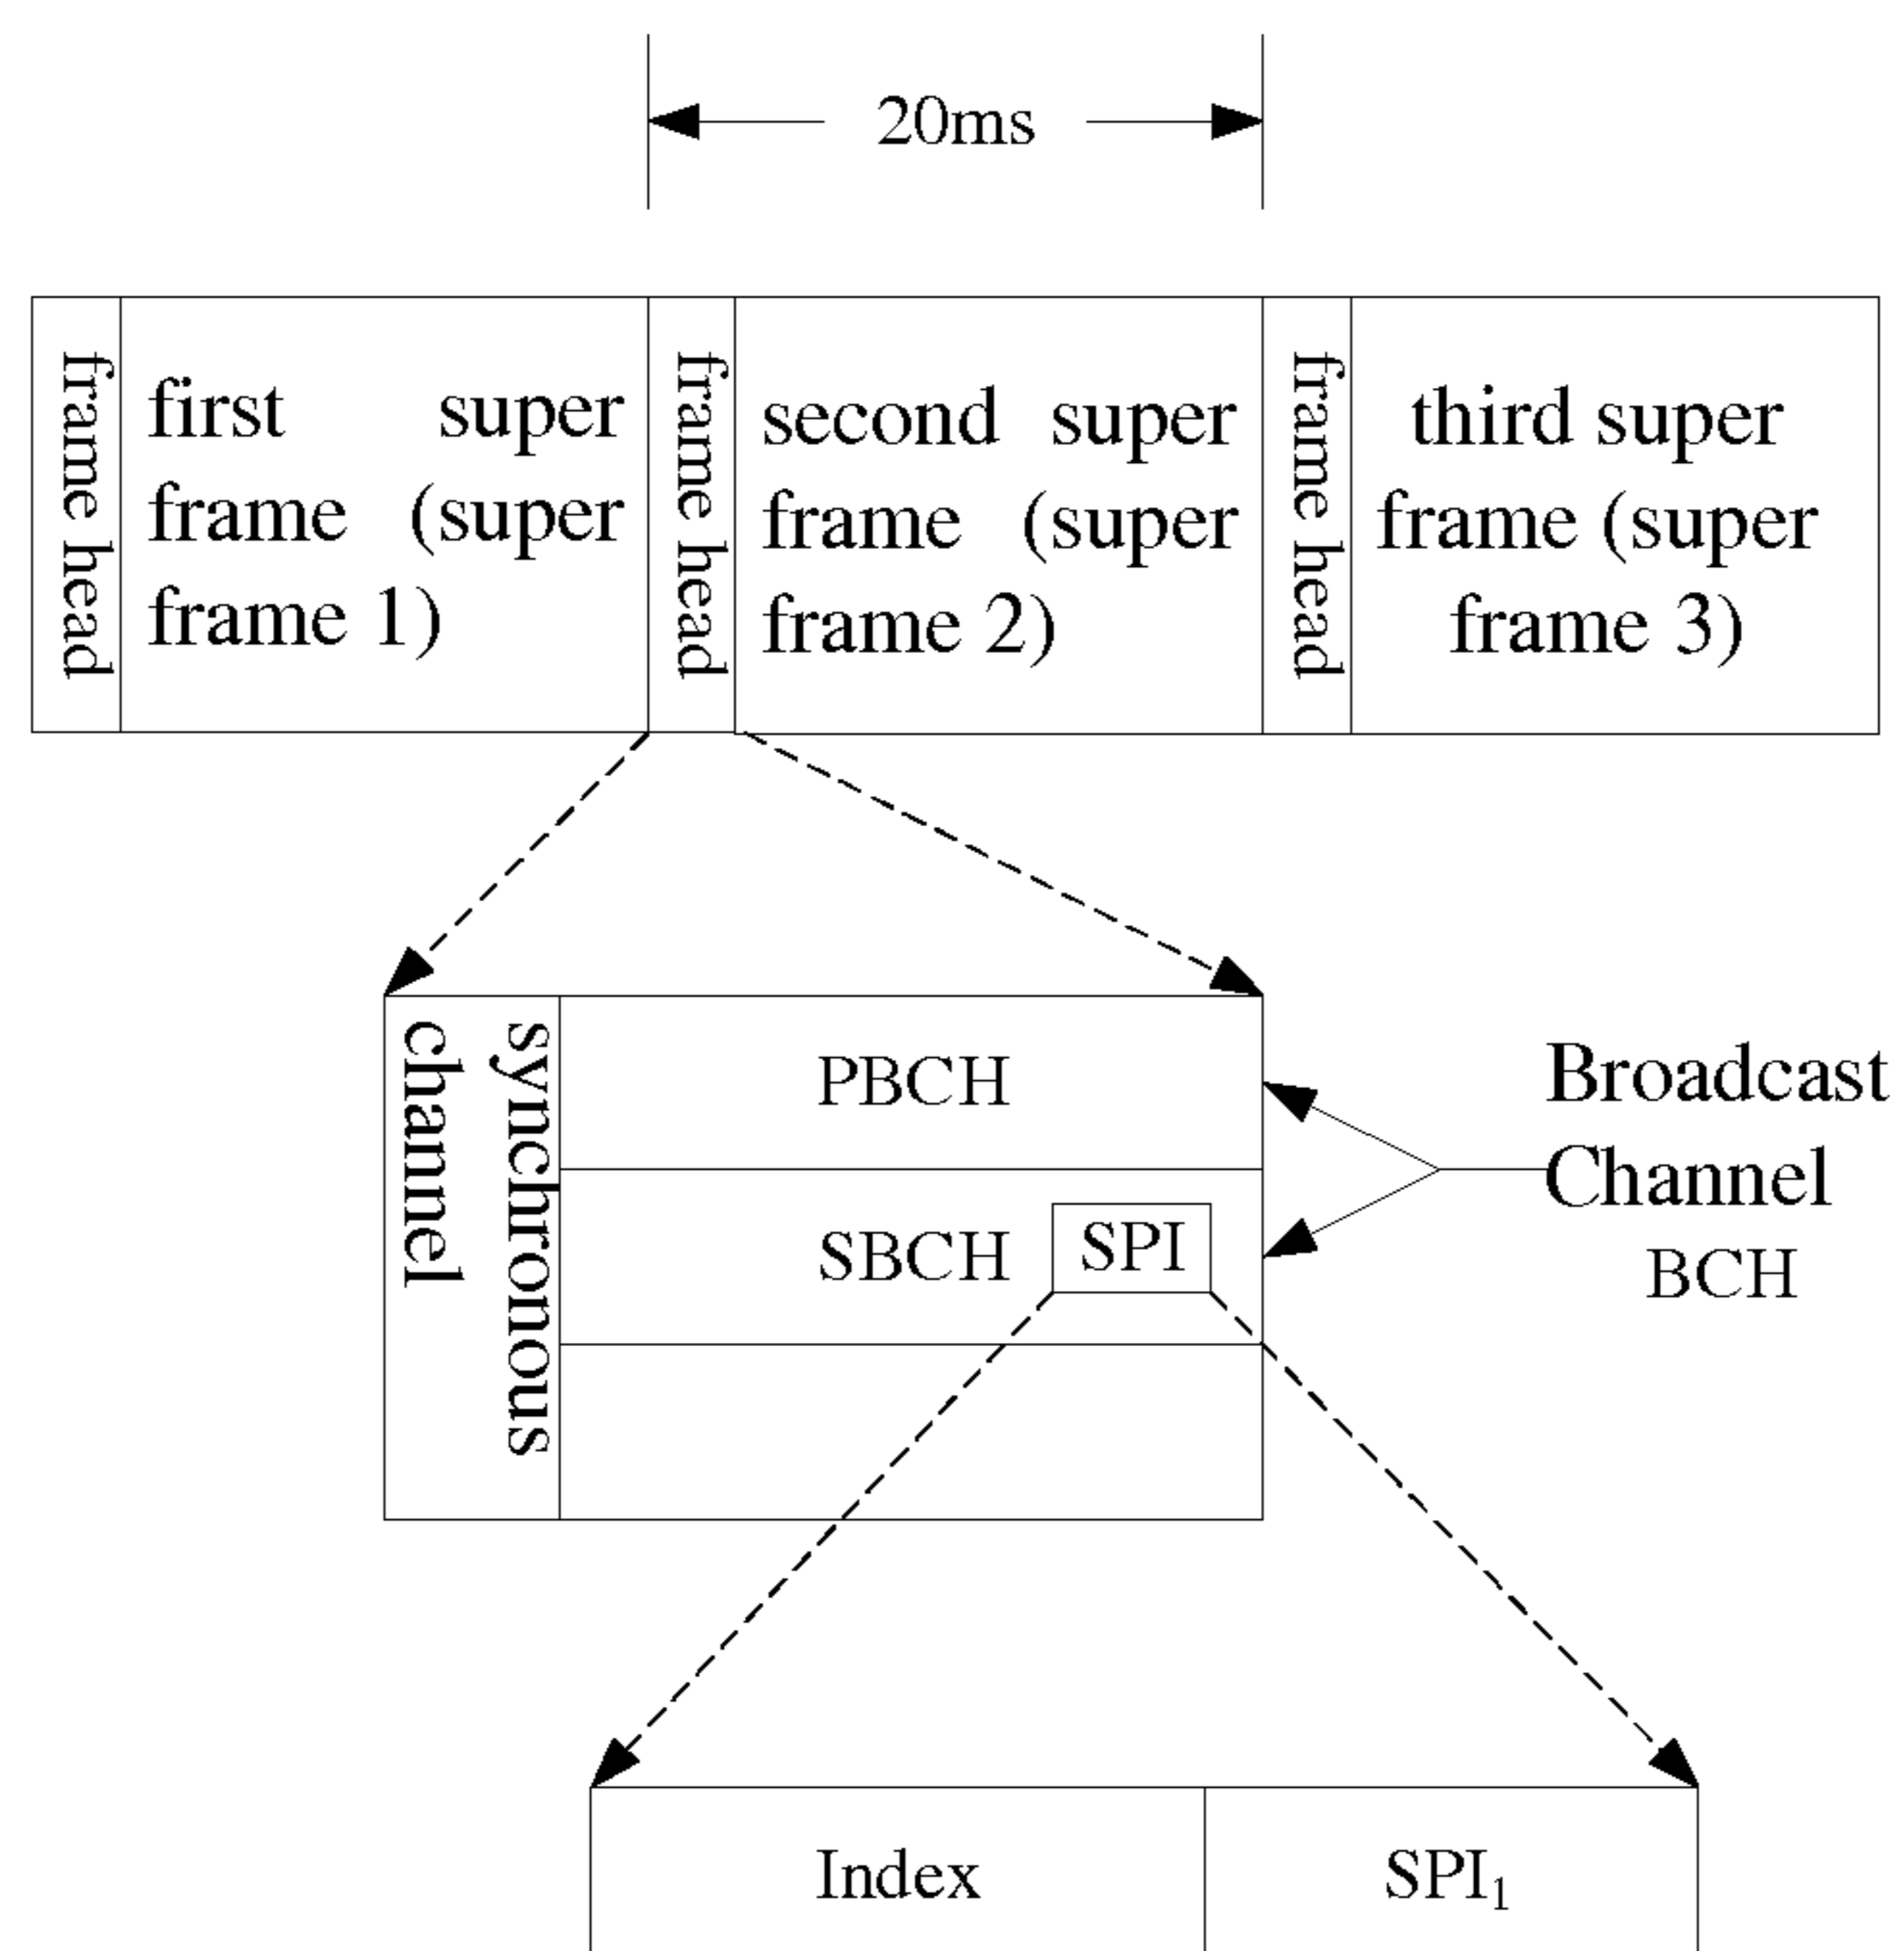 20ms
frame head
first super
frame (super
frame 1)
frame head
second super
frame (super
frame 2)
frame head
third super
frame (super
frame 3)
synchronous
channel
PBCH
SBCH
SPI
Broadcast
Channel
BCH
Index
SPI₁